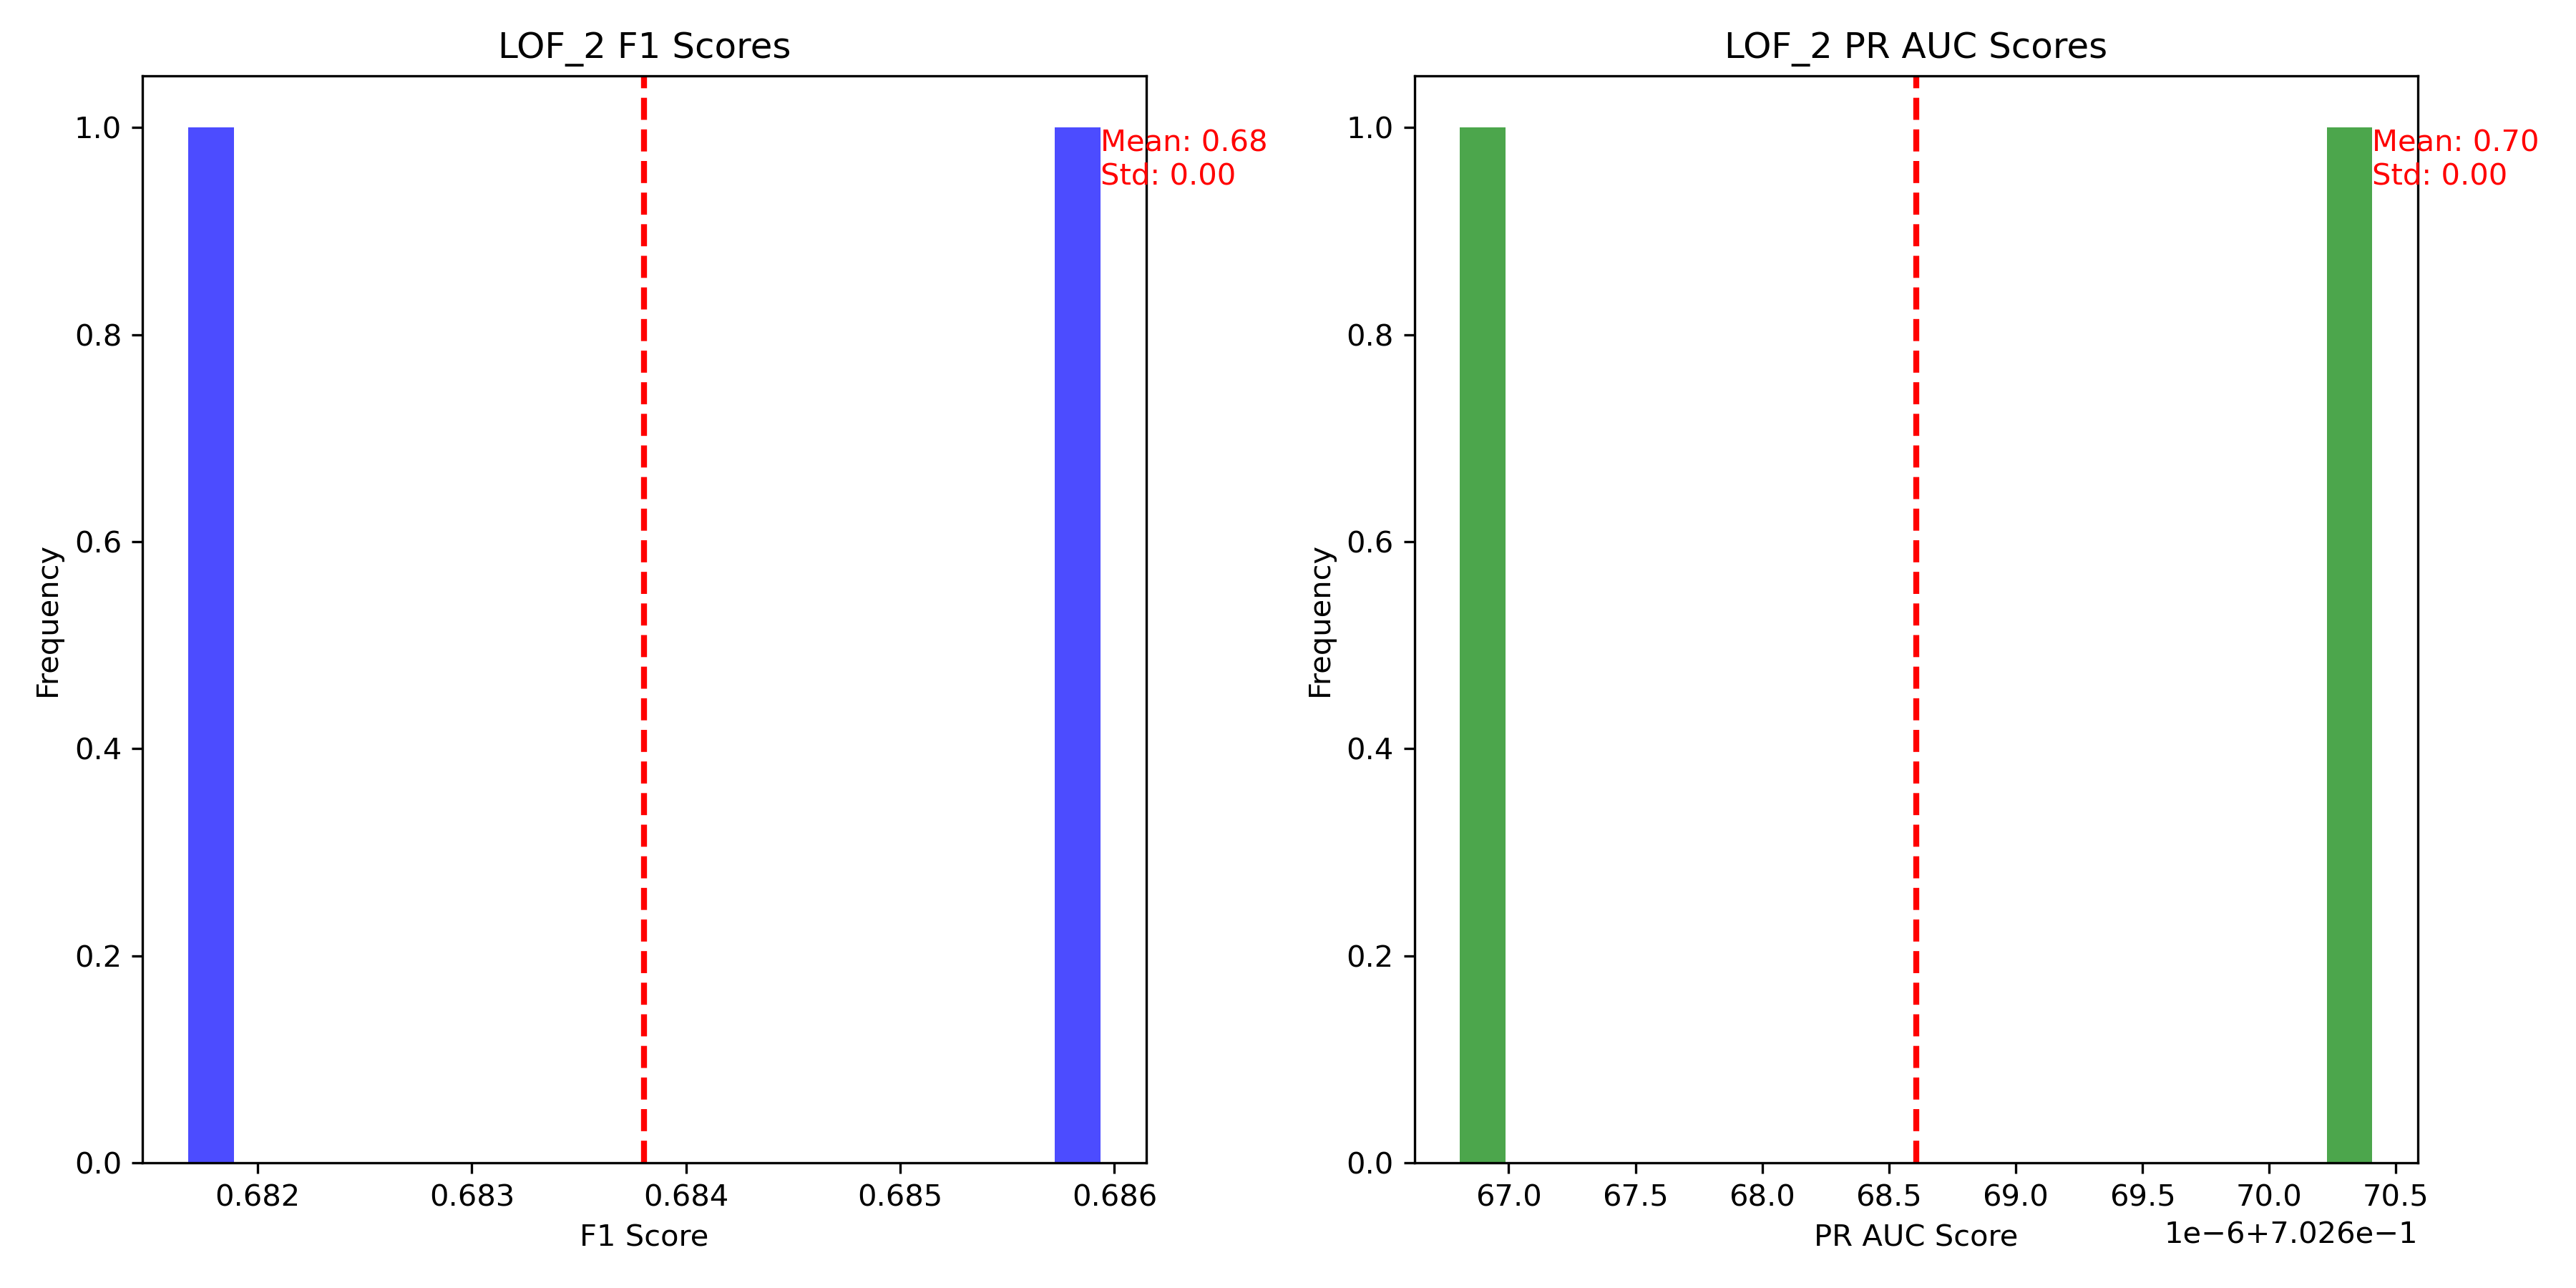 LOF_2 F1 Scores
1.0
0.8
0.6
0.4
0.2
0.0
Frequency
Mean: 0.68
Std: 0.00
0.682 0.683 0.684 0.685 0.686
F1 Score
LOF_2 PR AUC Scores
1.0
0.8
0.6
0.4
0.2
0.0
Frequency
Mean: 0.70
Std: 0.00
67.0 67.5 68.0 68.5 69.0 69.5 70.0 70.5
PR AUC Score
1e−6+7.026e−1